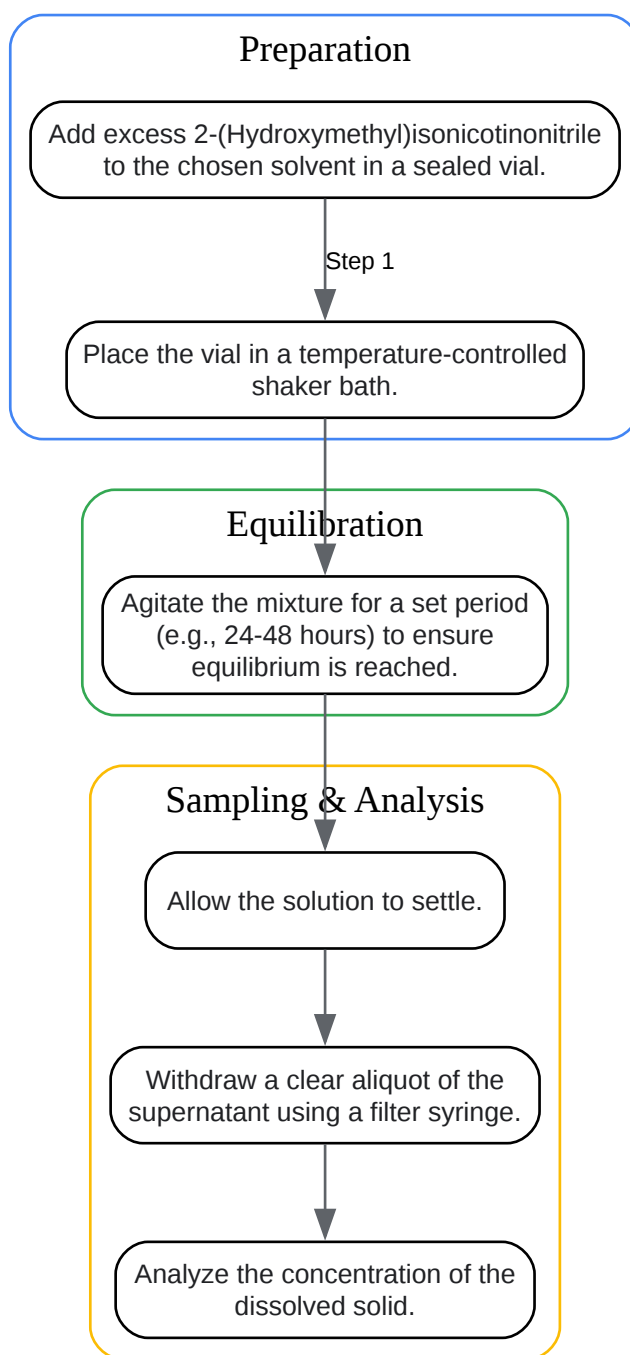 Preparation
Add excess 2-(Hydroxymethyl)isonicotinonitrile
to the chosen solvent in a sealed vial.
Step 1
Place the vial in a temperature-controlled
shaker bath.
Equilibration
Agitate the mixture for a set period
(e.g., 24-48 hours) to ensure
equilibrium is reached.
Sampling & Analysis
Allow the solution to settle.
Withdraw a clear aliquot of the
supernatant using a filter syringe.
Analyze the concentration of the
dissolved solid.